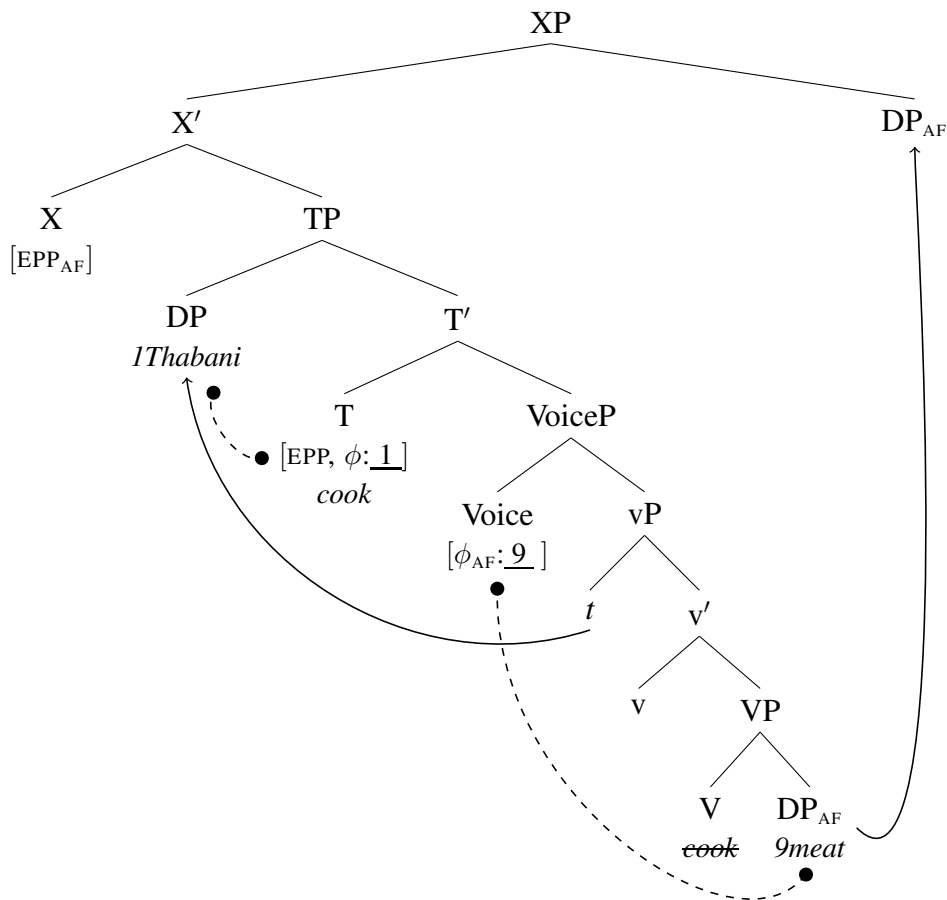 XP
X′ DP_AF
X TP
[EPP_AF]
DP T′
1Thabani
T VoiceP
[EPP, ϕ: 1 ]
cook
Voice vP
[ϕ_AF: 9 ]
t v′
v VP
V DP_AF
cook 9meat